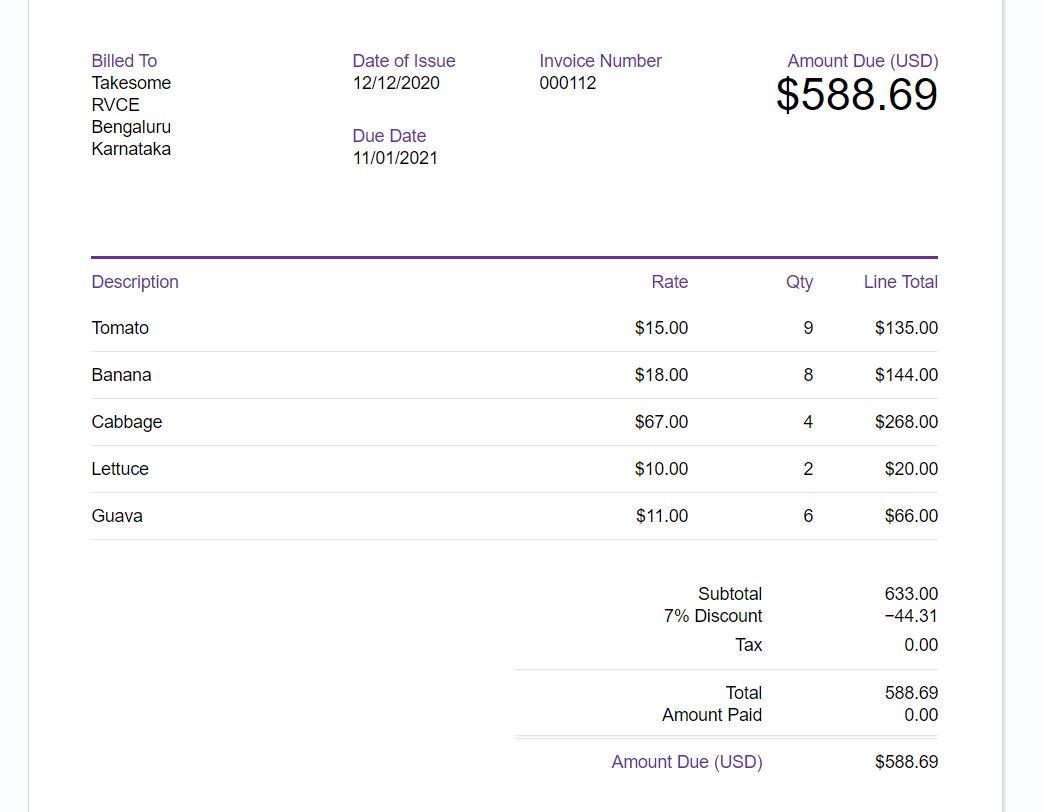 Billed To
Takesome
RVCE
Bengaluru
Karnataka
Date of Issue
12/12/2020
Due Date
11/01/2021
Invoice Number
000112
Amount Due (USD)
$588.69
Description Rate Qty Line Total
Tomato $15.00 9 $135.00
Banana $18.00 8 $144.00
Cabbage $67.00 4 $268.00
Lettuce $10.00 2 $20.00
Guava $11.00 6 $66.00
Subtotal 633.00
7% Discount −44.31
Tax 0.00
Total 588.69
Amount Paid 0.00
Amount Due (USD) $588.69